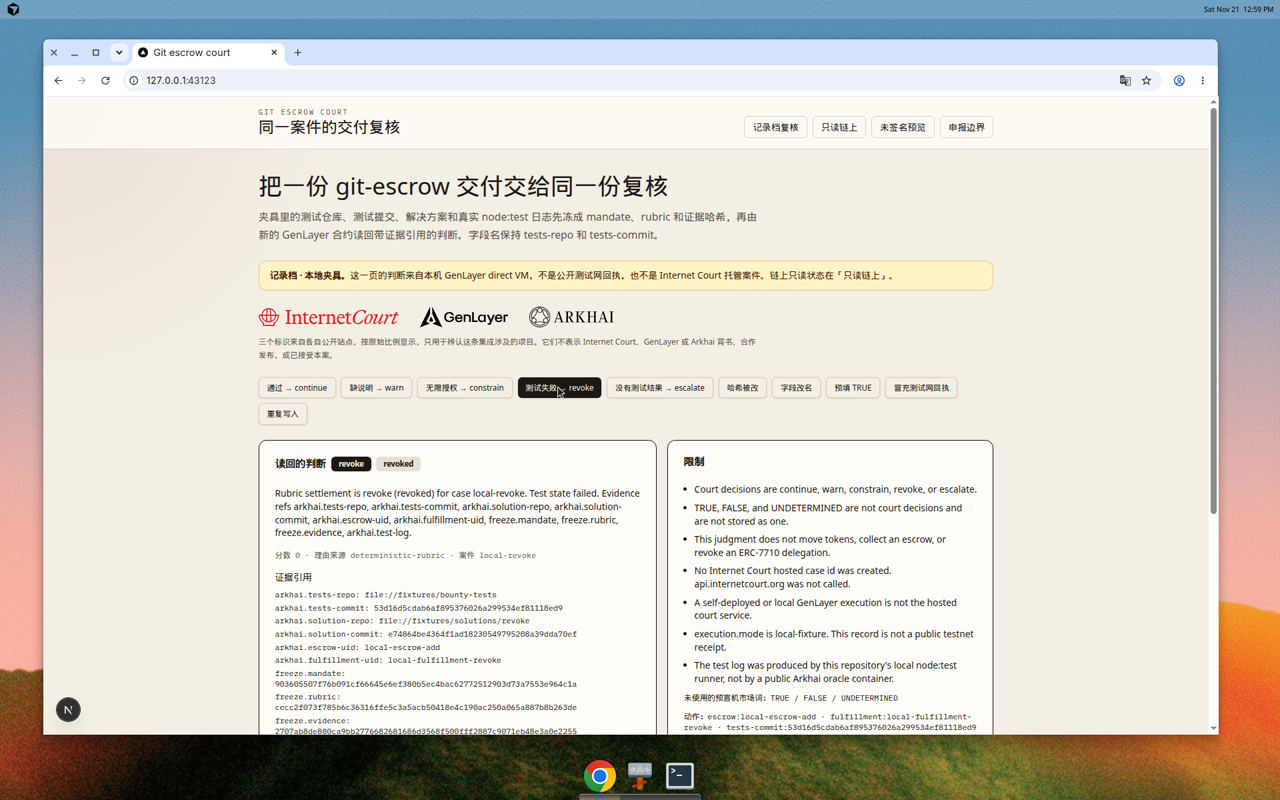 Sat Nov 21 12:59 PM
Git escrow court
127.0.0.1:43123
GIT ESCROW COURT
同一案件的交付复核
记录档复核
只读链上
未签名预览
申报边界
把一份 git-escrow 交付交给同一份复核
夹具里的测试仓库、测试提交、解决方案和真实 node:test 日志先冻成 mandate、rubric 和证据哈希，再由
新的 GenLayer 合约读回带证据引用的判断。字段名保持 tests-repo 和 tests-commit。
记录档 · 本地夹具。这一页的判断来自本机 GenLayer direct VM，不是公开测试网回执，也不是 Internet Court 托管案件。链上只读状态在「只读链上」。
InternetCourt
GenLayer
ARKHAI
三个标识来自各自公开站点，按原始比例显示，只用于辨认这条集成涉及的项目。它们不表示 Internet Court、GenLayer 或 Arkhai 背书、合作
发布，或已接受本案。
通过 → continue
缺说明 → warn
无限授权 → constrain
测试失败 → revoke
没有测试结果 → escalate
哈希被改
字段改名
预填 TRUE
冒充测试网回执
重复写入
读回的判断 revoke revoked
Rubric settlement is revoke (revoked) for case local-revoke. Test state failed. Evidence
refs arkhai.tests-repo, arkhai.tests-commit, arkhai.solution-repo, arkhai.solution-
commit, arkhai.escrow-uid, arkhai.fulfillment-uid, freeze.mandate, freeze.rubric,
freeze.evidence, arkhai.test-log.
分数 0 · 理由来源 deterministic-rubric · 案件 local-revoke
证据引用
arkhai.tests-repo: file://fixtures/bounty-tests
arkhai.tests-commit: 53d16d5cdab6af895376026a299534ef81118ed9
arkhai.solution-repo: file://fixtures/solutions/revoke
arkhai.solution-commit: e74864be4364f1ad18230549795208a39dda70ef
arkhai.escrow-uid: local-escrow-add
arkhai.fulfillment-uid: local-fulfillment-revoke
freeze.mandate:
903605507f76b091cf66645e6ef380b5ec4bac62772512903d73a7553e964c1a
freeze.rubric:
cecc2f073f785b6c36316ffe5c3a5acb50418e4c190ac250a065a887b8b263de
freeze.evidence:
2707ab8de880ca9bb2776682681686d3568f500fff2887c9071eb48e3a0e2255
限制
Court decisions are continue, warn, constrain, revoke, or escalate.
TRUE, FALSE, and UNDETERMINED are not court decisions and
are not stored as one.
This judgment does not move tokens, collect an escrow, or
revoke an ERC-7710 delegation.
No Internet Court hosted case id was created.
api.internetcourt.org was not called.
A self-deployed or local GenLayer execution is not the hosted
court service.
execution.mode is local-fixture. This record is not a public testnet
receipt.
The test log was produced by this repository's local node:test
runner, not by a public Arkhai oracle container.
未使用的预言机市场词: TRUE / FALSE / UNDETERMINED
动作: escrow:local-escrow-add · fulfillment:local-fulfillment-
revoke · tests-commit:53d16d5cdab6af895376026a299534ef81118ed9
N